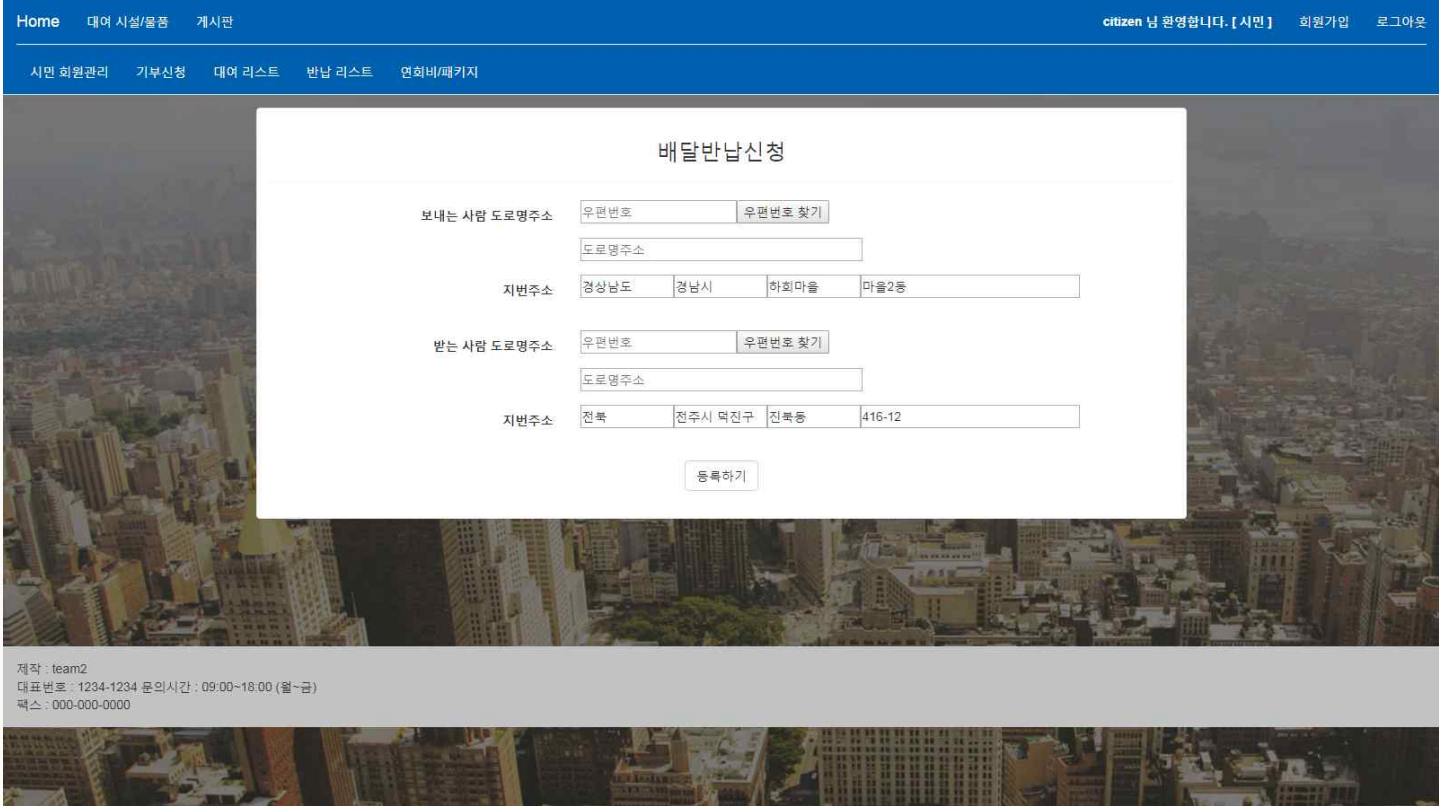 Home 대여 시설/물품 게시판 citizen 님 환영합니다. [ 시민 ] 회원가입 로그아웃
시민 회원관리 기부신청 대여 리스트 반납 리스트 연회비/패키지
배달반납신청
보내는 사람 도로명주소 우편번호 우편번호 찾기
도로명주소
지번주소 경상남도 경남시 하회마을 마을2동
받는 사람 도로명주소 우편번호 우편번호 찾기
도로명주소
지번주소 전북 전주시 덕진구 진북동 416-12
등록하기
제작 : team2
대표번호 : 1234-1234 문의시간 : 09:00~18:00 (월~금)
팩스 : 000-000-0000